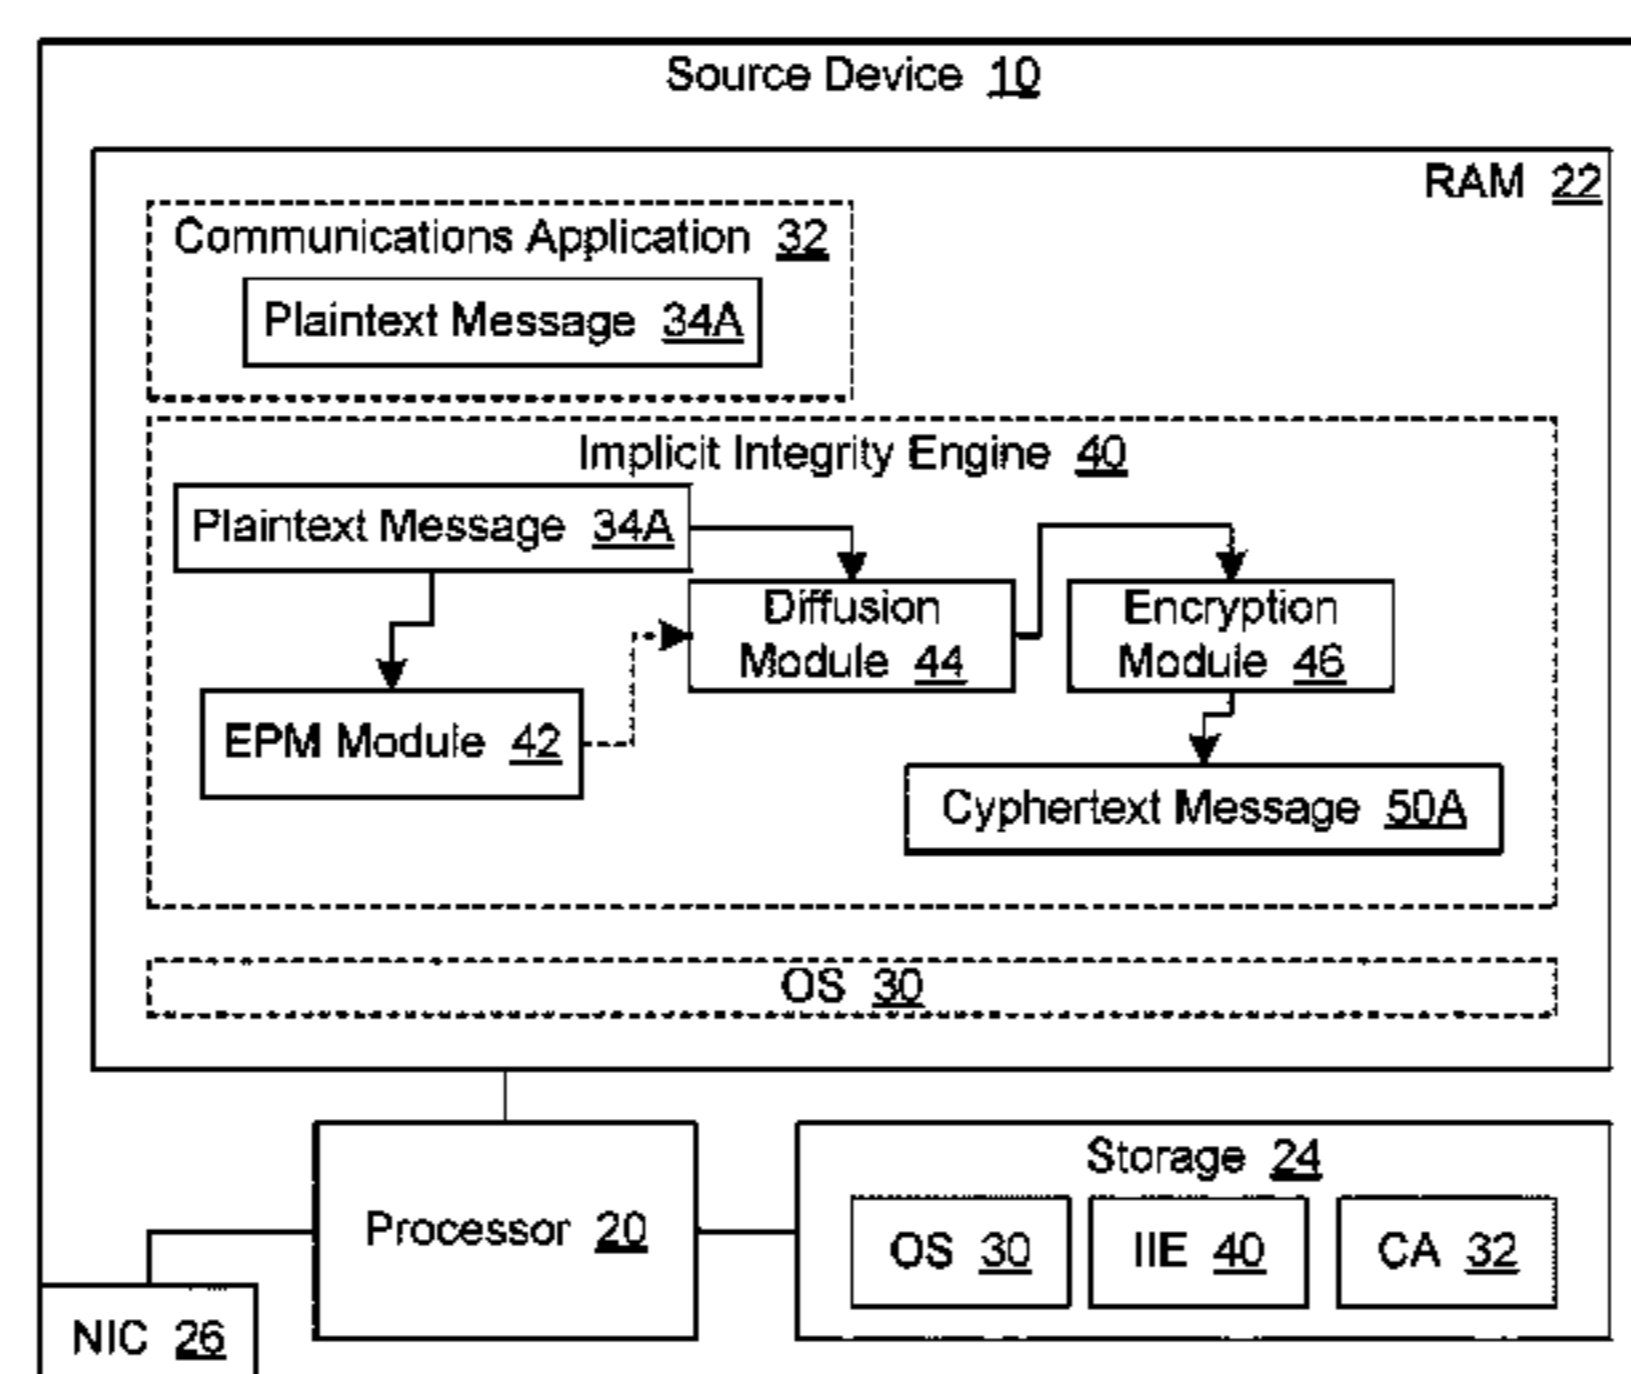 Source Device 10
RAM 22
Communications Application 32
Plaintext Message 34A
Implicit Integrity Engine 40
Plaintext Message 34A
Diffusion
Module 44
Encryption
Module 46
EPM Module 42
Cyphertext Message 50A
OS 30
Processor 20
Storage 24
OS 30
IIE 40
CA 32
NIC 26